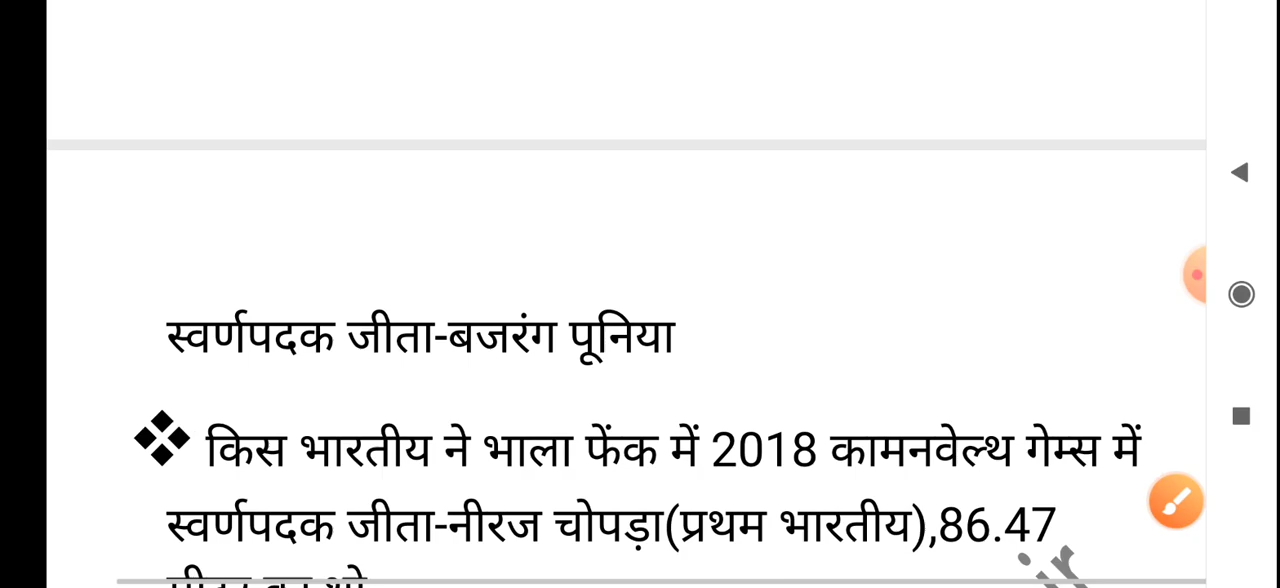 स्वर्णपदक जीता-बजरंग पूनिया
❖ किस भारतीय ने भाला फेंक में 2018 कामनवेल्थ गेम्स में
स्वर्णपदक जीता-नीरज चोपड़ा(प्रथम भारतीय),86.47